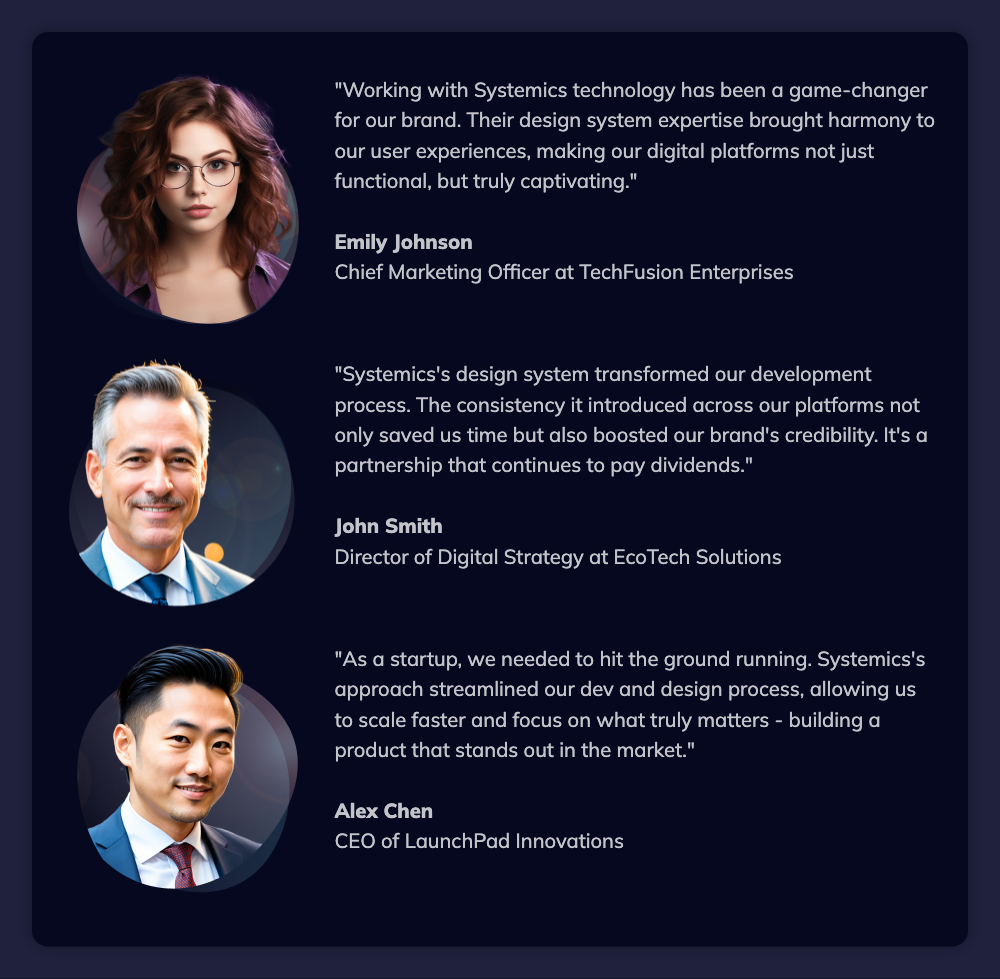 "Working with Systemics technology has been a game-changer
for our brand. Their design system expertise brought harmony to
our user experiences, making our digital platforms not just
functional, but truly captivating."
Emily Johnson
Chief Marketing Officer at TechFusion Enterprises
"Systemics's design system transformed our development
process. The consistency it introduced across our platforms not
only saved us time but also boosted our brand's credibility. It's a
partnership that continues to pay dividends."
John Smith
Director of Digital Strategy at EcoTech Solutions
"As a startup, we needed to hit the ground running. Systemics's
approach streamlined our dev and design process, allowing us
to scale faster and focus on what truly matters - building a
product that stands out in the market."
Alex Chen
CEO of LaunchPad Innovations